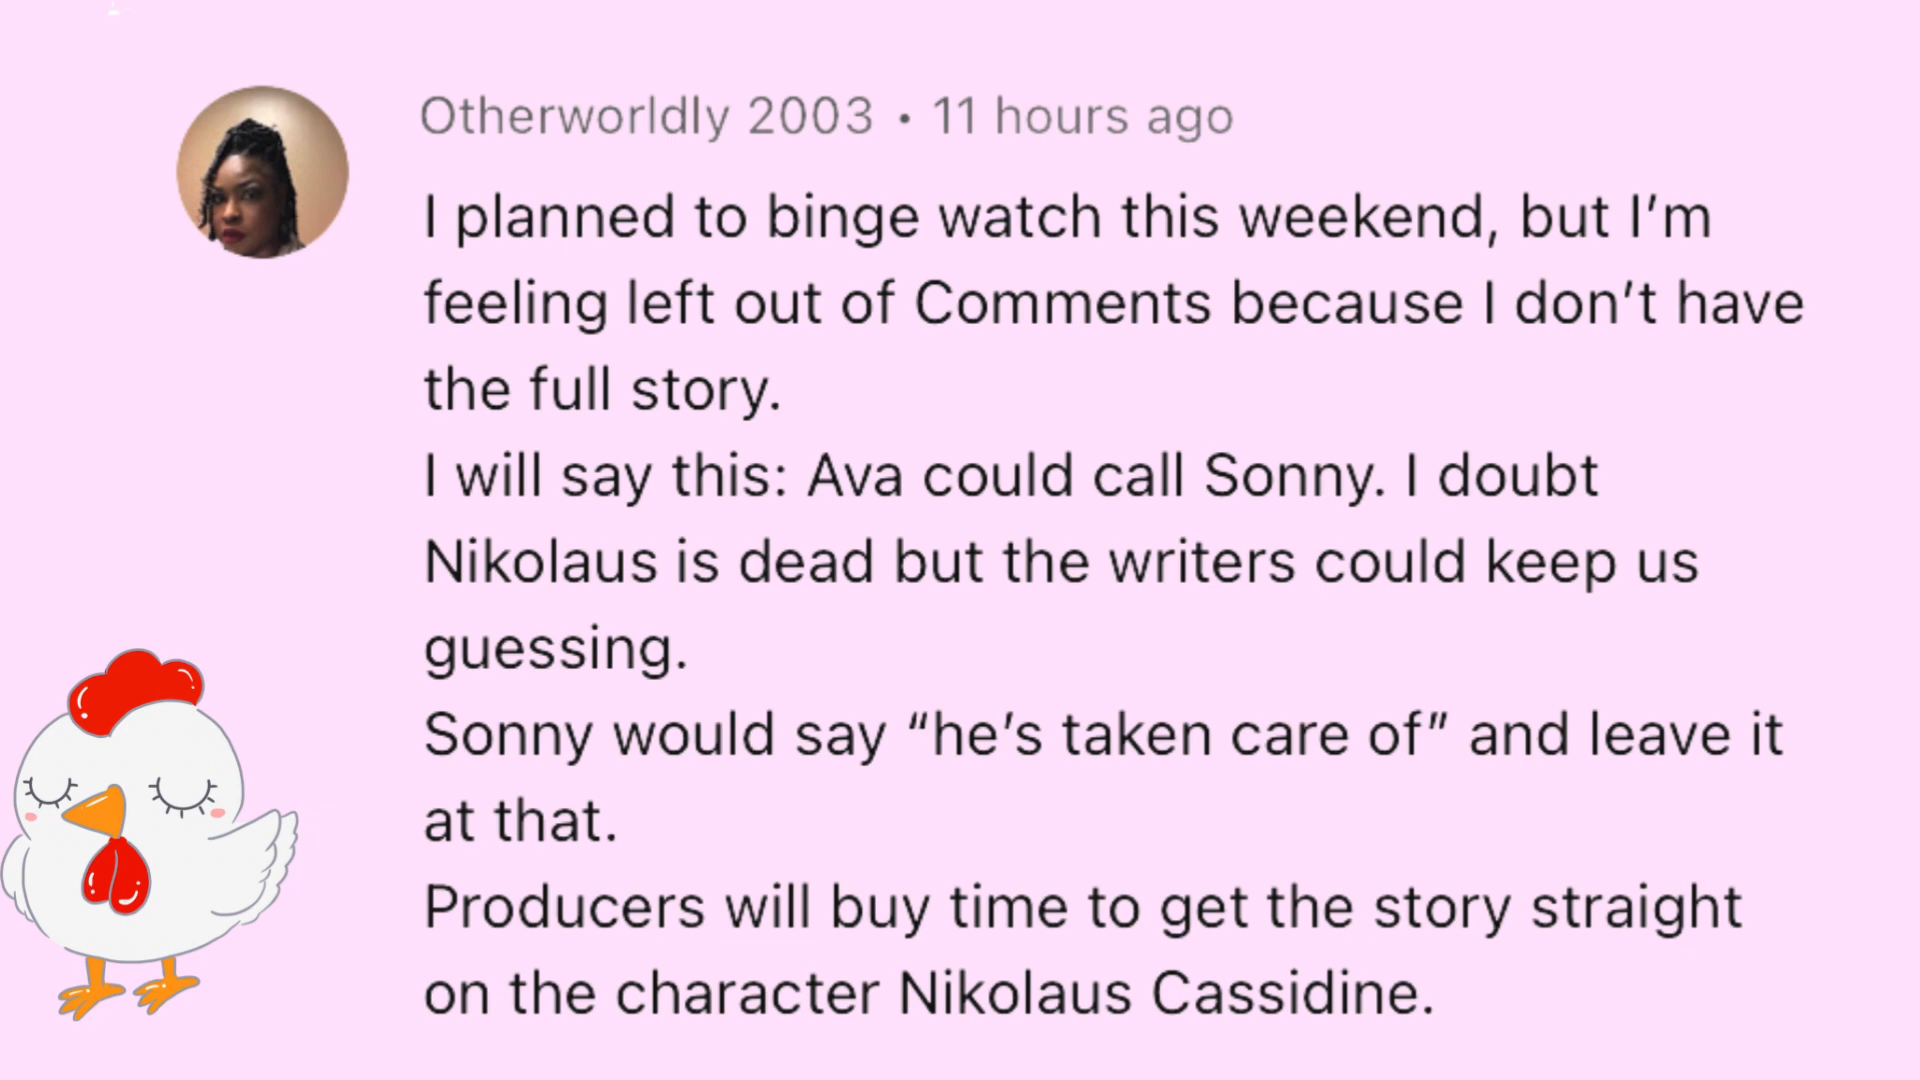 Otherworldly 2003 • 11 hours ago
I planned to binge watch this weekend, but I’m
feeling left out of Comments because I don’t have
the full story.
I will say this: Ava could call Sonny. I doubt
Nikolaus is dead but the writers could keep us
guessing.
Sonny would say “he’s taken care of” and leave it
at that.
Producers will buy time to get the story straight
on the character Nikolaus Cassidine.